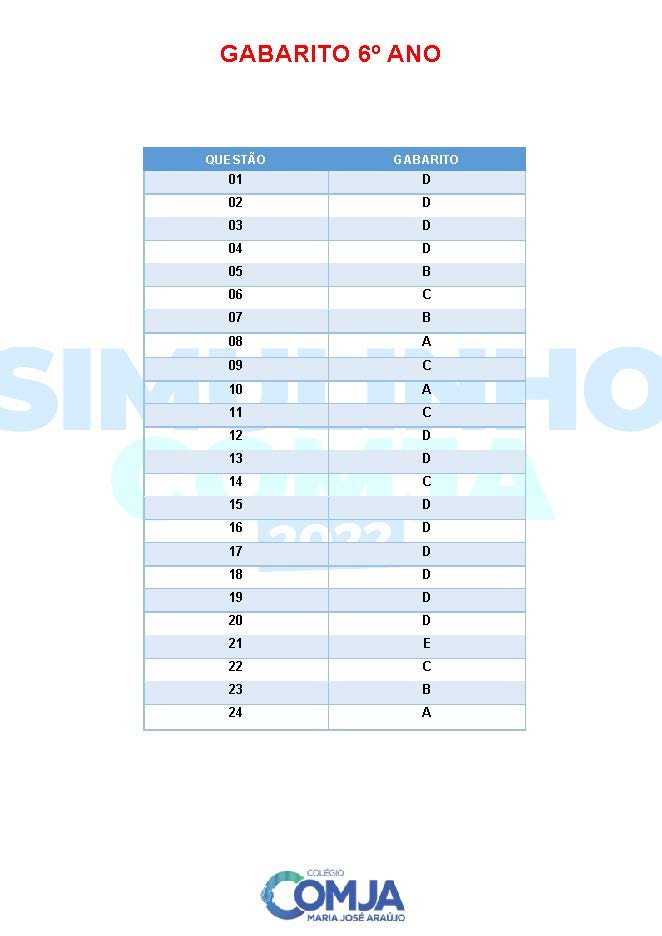 GABARITO 6º ANO
QUESTÃO GABARITO
01 D
02 D
03 D
04 D
05 B
06 C
07 B
08 A
09 C
10 A
11 C
12 D
13 D
14 C
15 D
16 D
17 D
18 D
19 D
20 D
21 E
22 C
23 B
24 A
SIMULINHO
COMJA
2022
COLÉGIO
COMJA
MARIA JOSÉ ARAÚJO